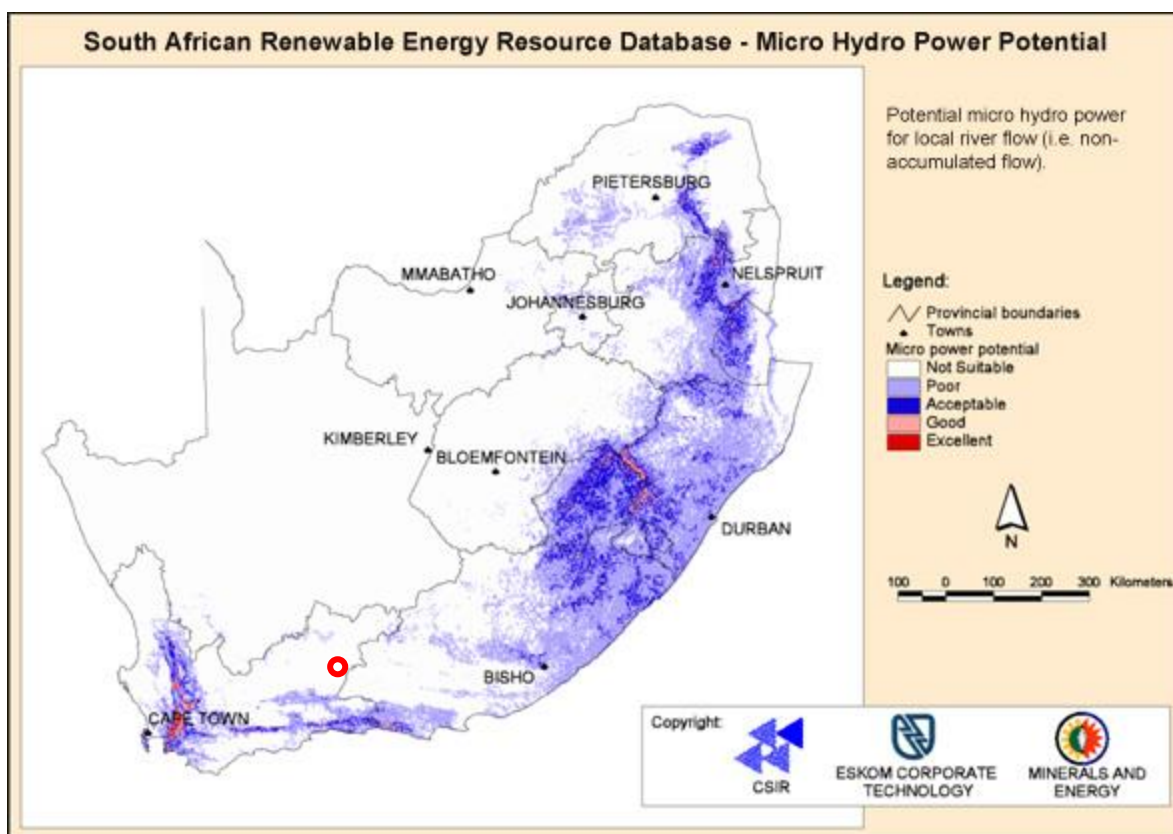 South African Renewable Energy Resource Database - Micro Hydro Power Potential
Potential micro hydro power
for local river flow (i.e. non-
accumulated flow).
PIETERSBURG
MMABATHO
NELSPRUIT
JOHANNESBURG
KIMBERLEY
BLOEMFONTEIN
DURBAN
BISHO
CAPE TOWN
Legend:
Provincial boundaries
Towns
Micro power potential
Not Suitable
Poor
Acceptable
Good
Excellent
N
100 0 100 200 300 Kilometers
Copyright:
CSIR
ESKOM CORPORATE
TECHNOLOGY
MINERALS AND
ENERGY